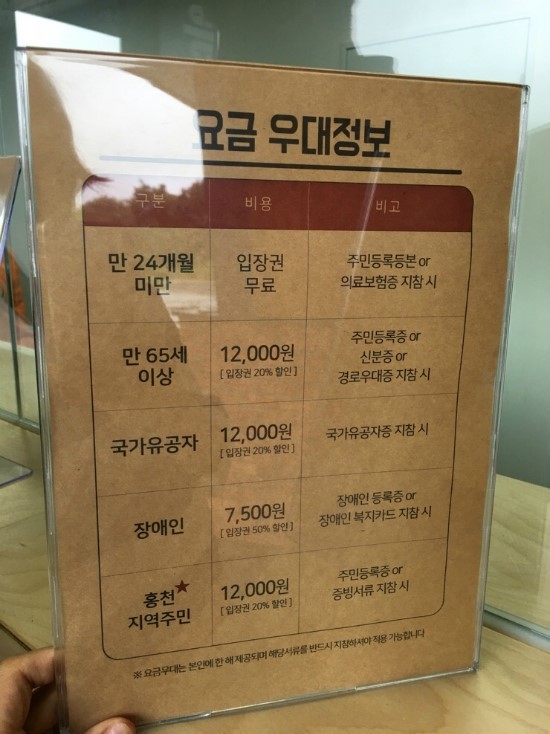 요금 우대정보
구분 비용 비고
만 24개월
미만
입장권
무료
주민등록등본 or
의료보험증 지참 시
만 65세
이상
12,000원
[ 입장권 20% 할인 ]
주민등록증 or
신분증 or
경로우대증 지참 시
국가유공자
12,000원
[ 입장권 20% 할인 ]
국가유공자증 지참 시
장애인
7,500원
[ 입장권 50% 할인 ]
장애인 등록증 or
장애인 복지카드 지참 시
홍천★
지역주민
12,000원
[ 입장권 20% 할인 ]
주민등록증 or
증빙서류 지참 시
※ 요금우대는 본인에 한 해 제공되며 해당서류를 반드시 지참하셔야 적용 가능합니다